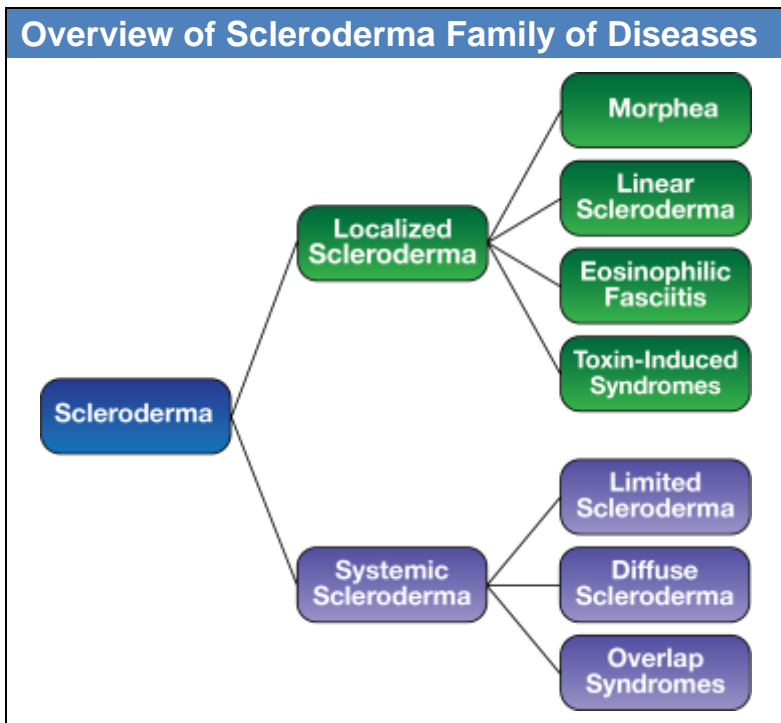 Overview of Scleroderma Family of Diseases
Morphea
Linear
Scleroderma
Localized
Scleroderma
Eosinophilic
Fasciitis
Toxin-Induced
Syndromes
Scleroderma
Limited
Scleroderma
Systemic
Scleroderma
Diffuse
Scleroderma
Overlap
Syndromes